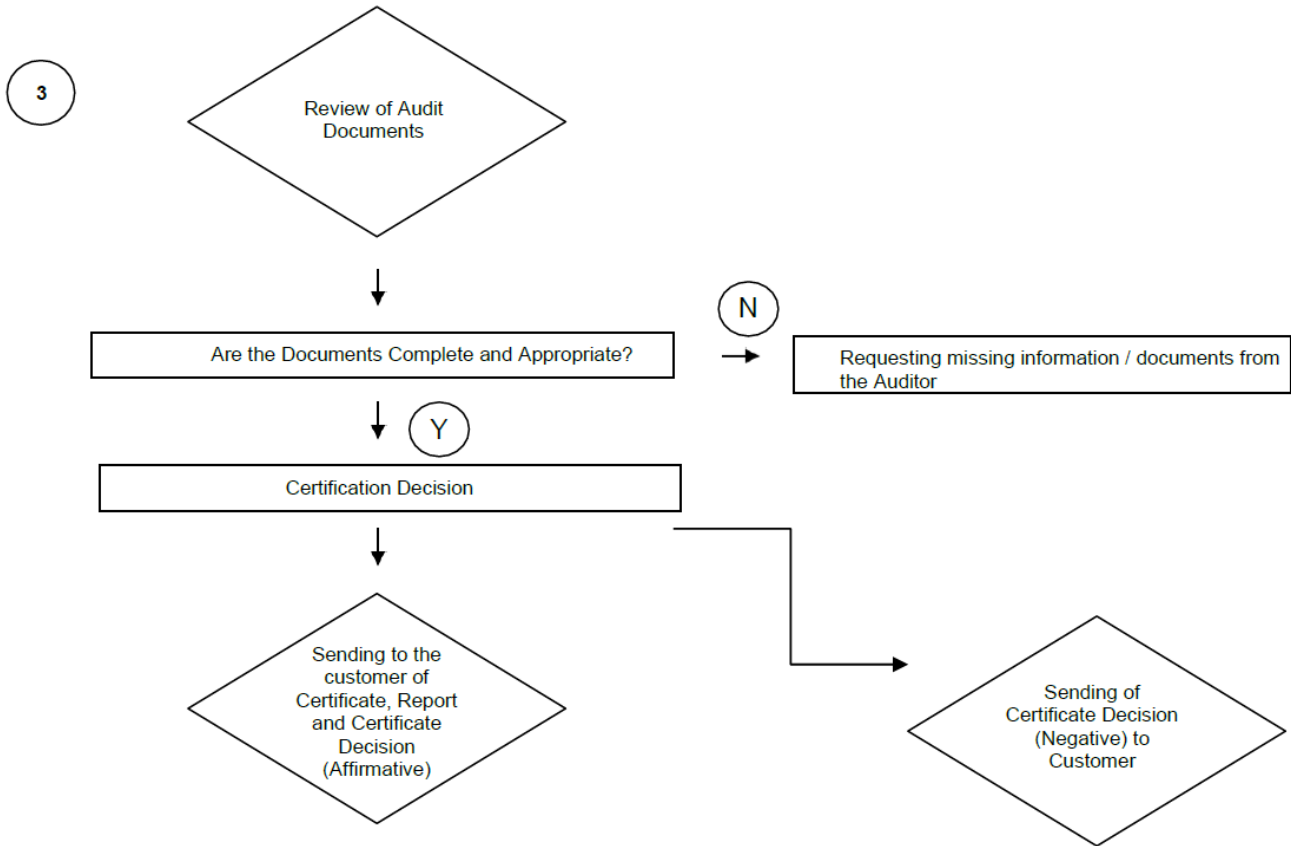 3
Review of Audit
Documents
N
Are the Documents Complete and Appropriate?
Requesting missing information / documents from
the Auditor
Y
Certification Decision
Sending to the
customer of
Certificate, Report
and Certificate
Decision
(Affirmative)
Sending of
Certificate Decision
(Negative) to
Customer